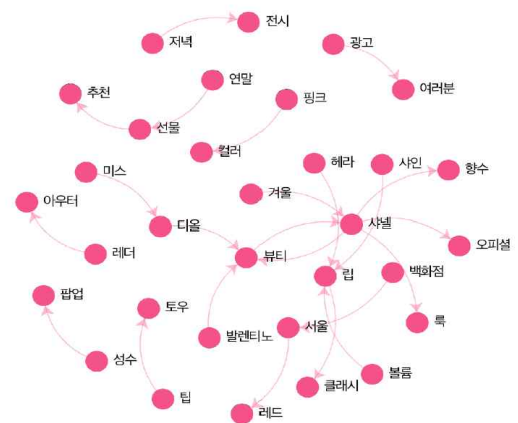 전시
저녁
광고
여러분
연말
추천
선물
핑크
컬러
헤라
샤인
향수
미스
겨울
아우터
디올
샤넬
오피셜
레더
뷰티
립
백화점
팝업
토우
발렌티노
서울
룩
성수
팁
클래시
볼륨
레드